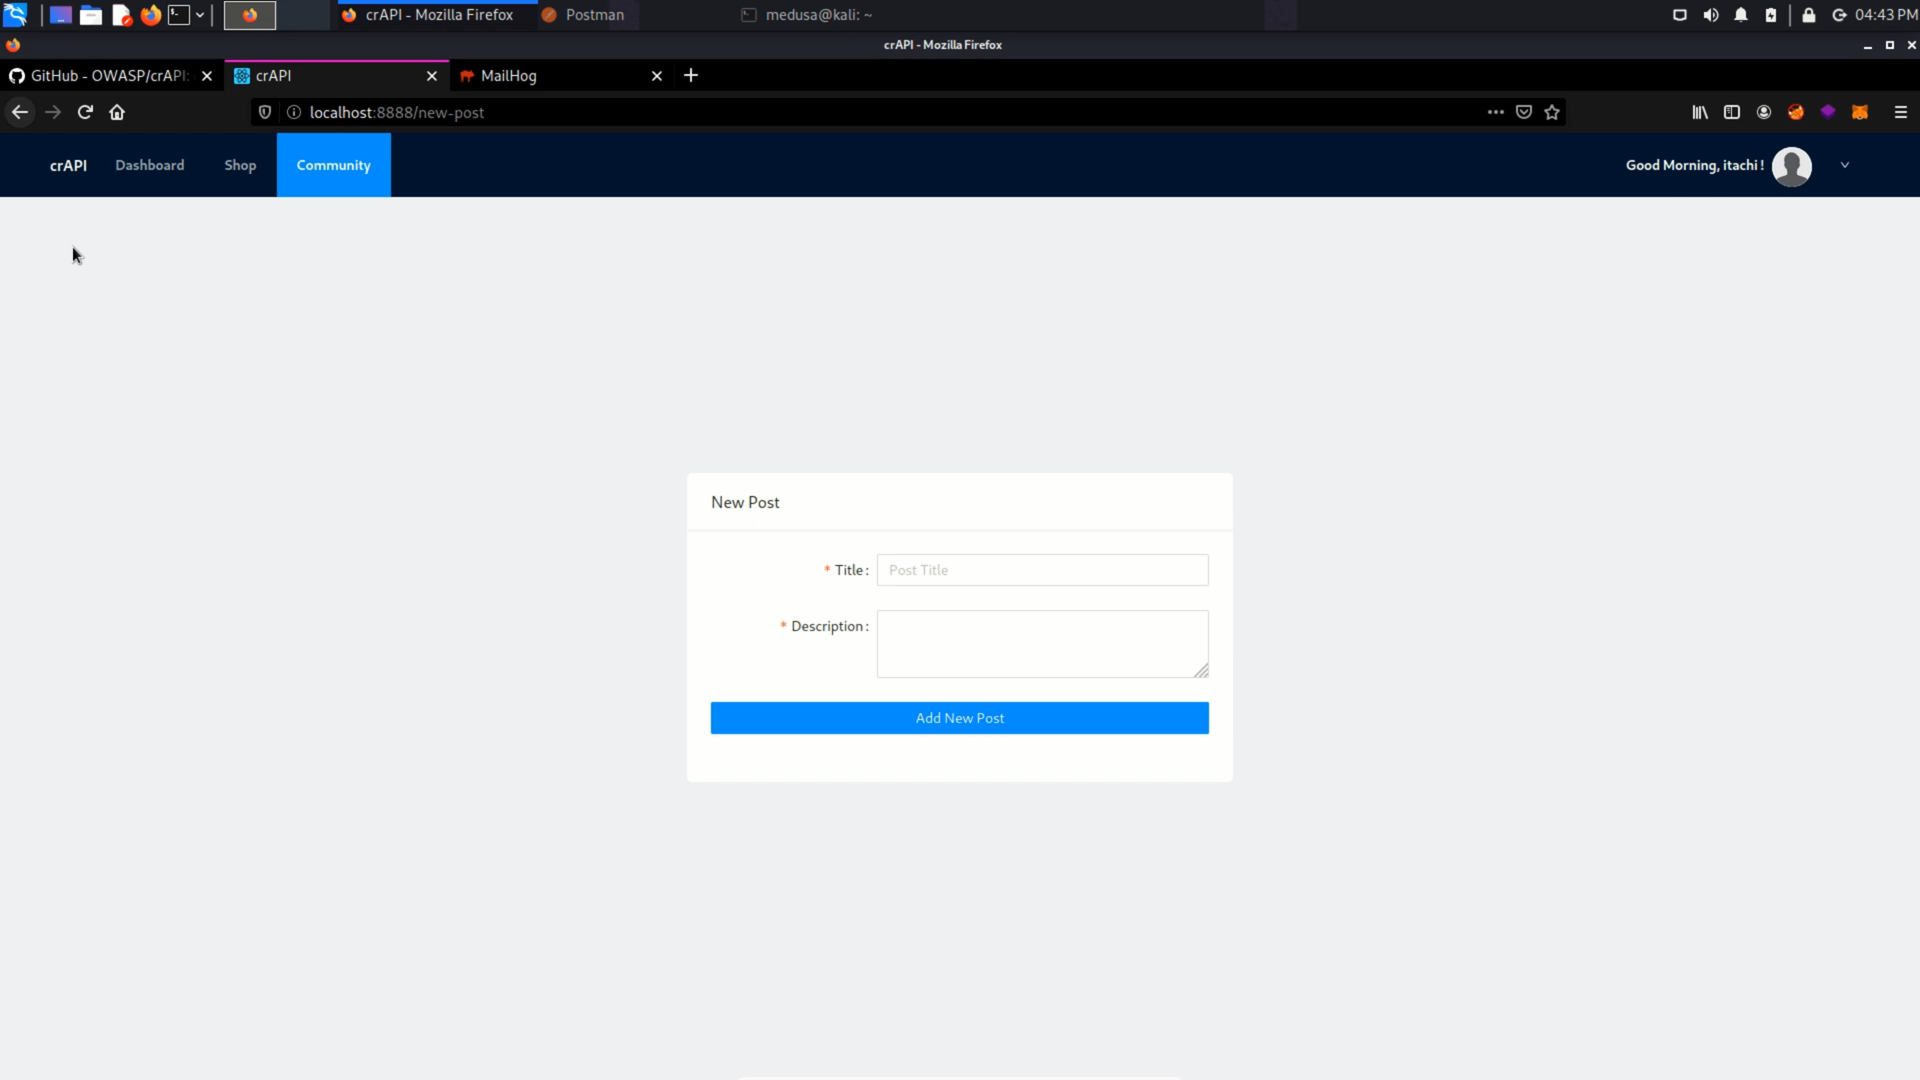 crAPI - Mozilla Firefox
Postman
medusa@kali: ~
04:43 PM
crAPI - Mozilla Firefox
GitHub - OWASP/crAPI:
crAPI
MailHog
localhost:8888/new-post
crAPI
Dashboard
Shop
Community
Good Morning, itachi !
New Post
* Title :
Post Title
* Description :
Add New Post